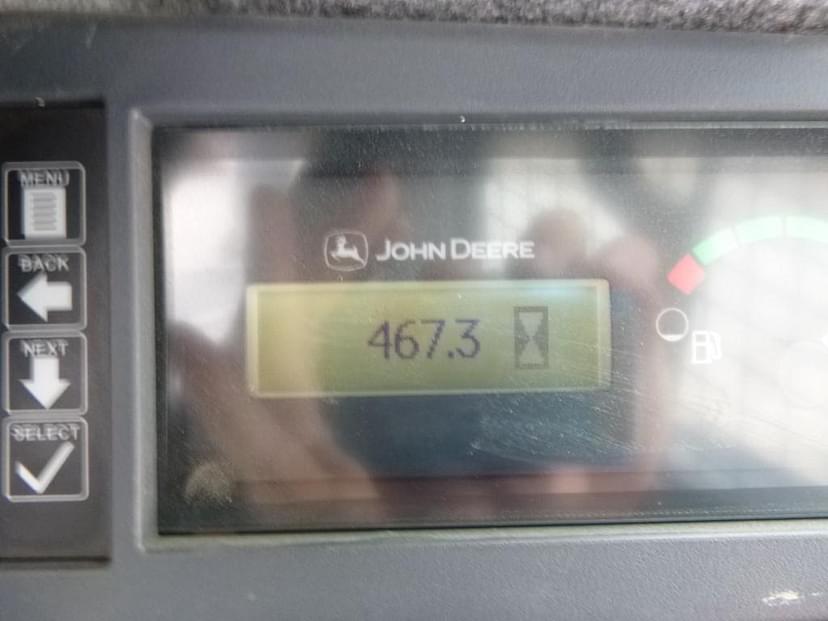 MENU
BACK
NEXT
SELECT
JOHN DEERE
467.3